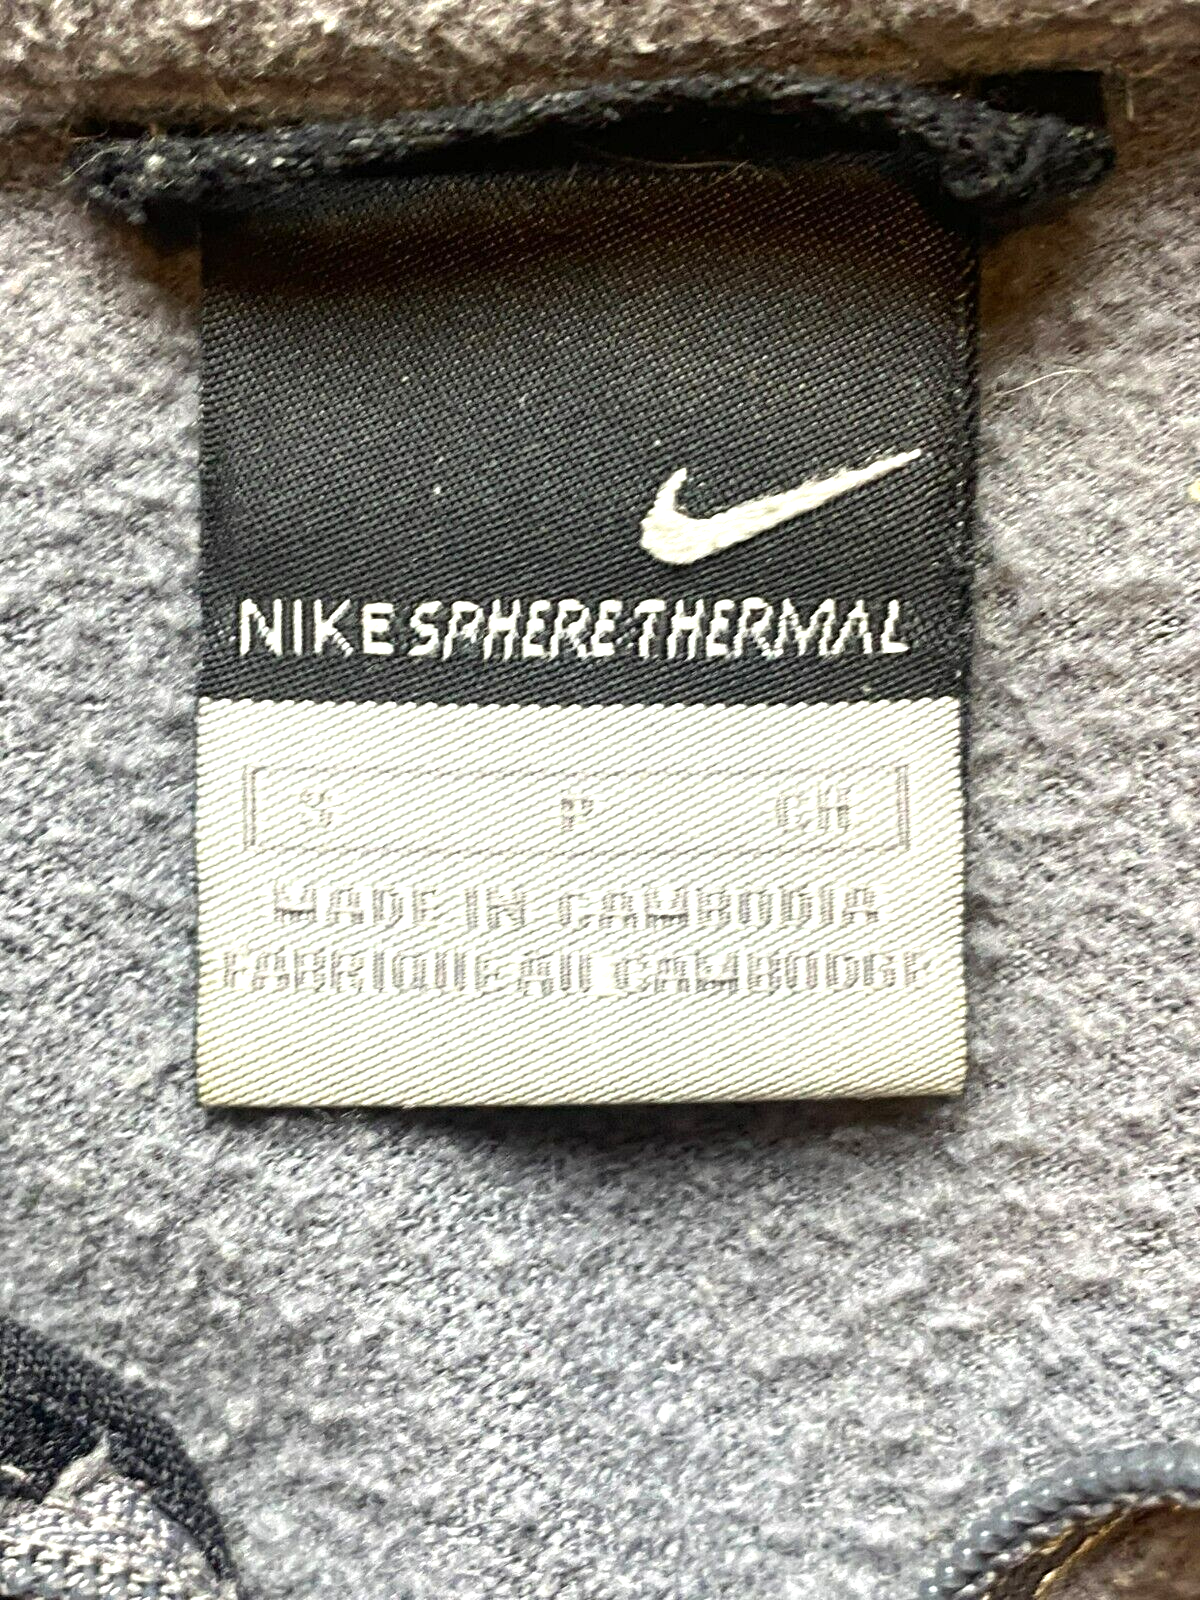 NIKE SPHERE THERMAL
S P CH
MADE IN CAMBODIA
FABRIQUE AU CAMBODGE